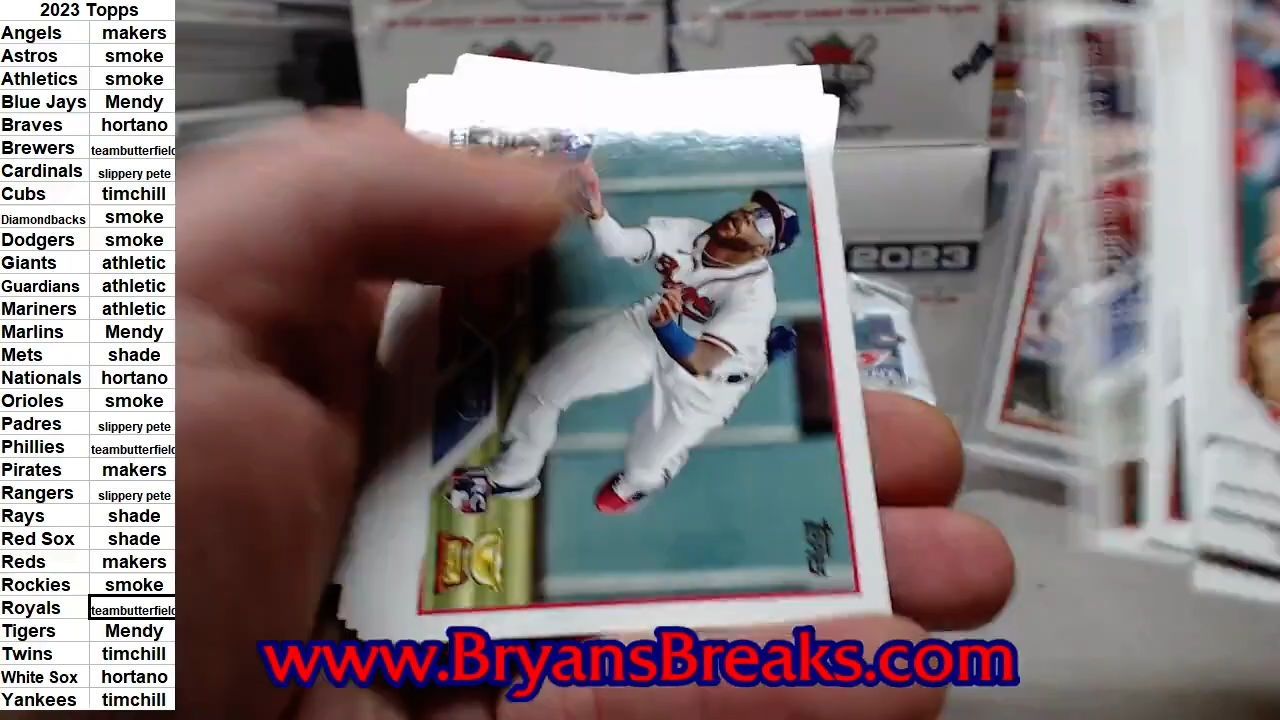 2023 Topps
Angels makers
Astros smoke
Athletics smoke
Blue Jays Mendy
Braves hortano
Brewers teambutterfield
Cardinals slippery pete
Cubs timchill
Diamondbacks smoke
Dodgers smoke
Giants athletic
Guardians athletic
Mariners athletic
Marlins Mendy
Mets shade
Nationals hortano
Orioles smoke
Padres slippery pete
Phillies teambutterfield
Pirates makers
Rangers slippery pete
Rays shade
Red Sox shade
Reds makers
Rockies smoke
Royals teambutterfield
Tigers Mendy
Twins timchill
White Sox hortano
Yankees timchill
2023
www.BryansBreaks.com